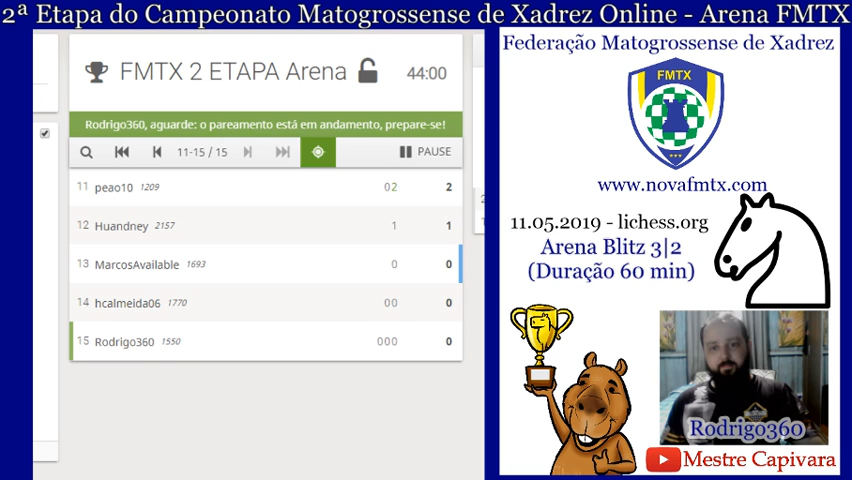 2ª Etapa do Campeonato Matogrossense de Xadrez Online - Arena FMTX
FMTX 2 ETAPA Arena 44:00
Rodrigo360, aguarde: o pareamento está em andamento, prepare-se!
11-15 / 15 PAUSE
11 peao10 1209 02 2
12 Huandney 2157 1 1
13 MarcosAvailable 1693 0 0
14 hcalmeida06 1770 00 0
15 Rodrigo360 1550 000 0
Federação Matogrossense de Xadrez
FMTX
www.novafmtx.com
11.05.2019 - lichess.org
Arena Blitz 3|2
(Duração 60 min)
Rodrigo360
Mestre Capivara